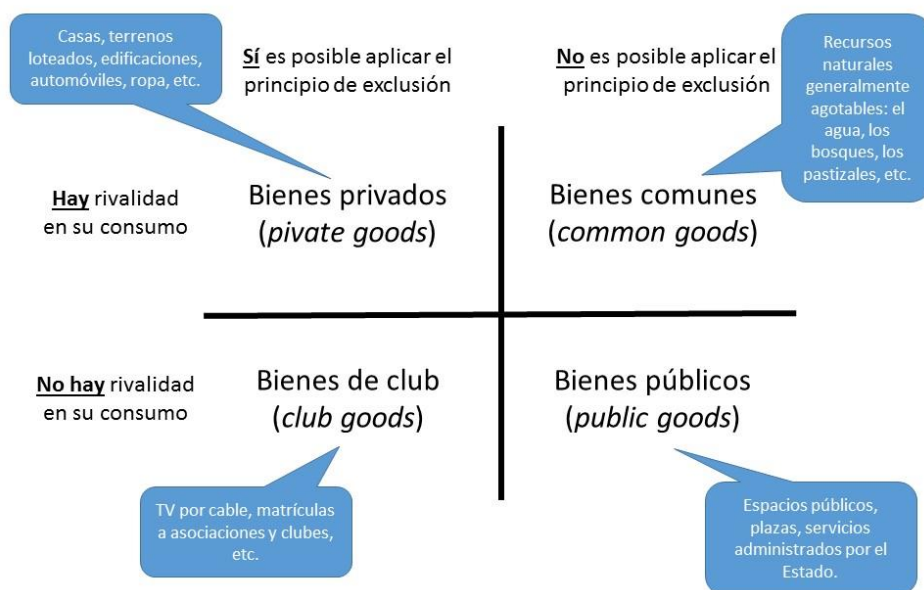 Casas, terrenos
loteados, edificaciones,
automóviles, ropa, etc.
Sí es posible aplicar el
principio de exclusión
No es posible aplicar el
principio de exclusión
Recursos
naturales
generalmente
agotables: el
agua, los
bosques, los
pastizales, etc.
Hay rivalidad
en su consumo
Bienes privados
(pivate goods)
Bienes comunes
(common goods)
No hay rivalidad
en su consumo
Bienes de club
(club goods)
Bienes públicos
(public goods)
TV por cable, matrículas
a asociaciones y clubes,
etc.
Espacios públicos,
plazas, servicios
administrados por el
Estado.